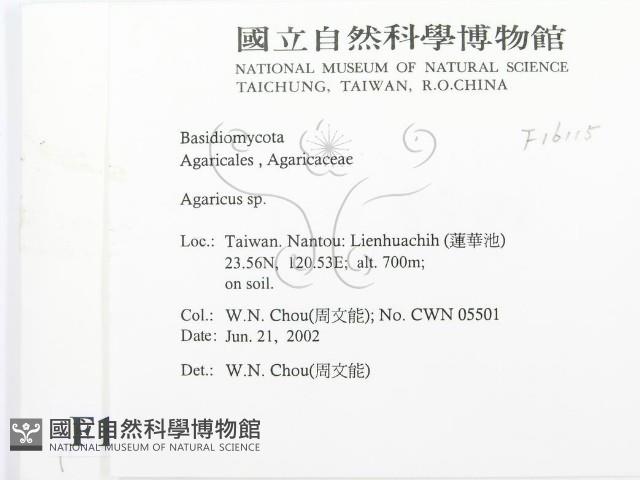 國立自然科學博物館
NATIONAL MUSEUM OF NATURAL SCIENCE
TAICHUNG, TAIWAN, R.O.CHINA
F16115
Basidiomycota
Agaricales , Agaricaceae
Agaricus sp.
Loc.: Taiwan. Nantou: Lienhuachih (蓮華池)
23.56N, 120.53E; alt. 700m;
on soil.
Col.: W.N. Chou(周文能); No. CWN 05501
Date: Jun. 21, 2002
Det.: W.N. Chou(周文能)
F1
國立自然科學博物館
NATIONAL MUSEUM OF NATURAL SCIENCE